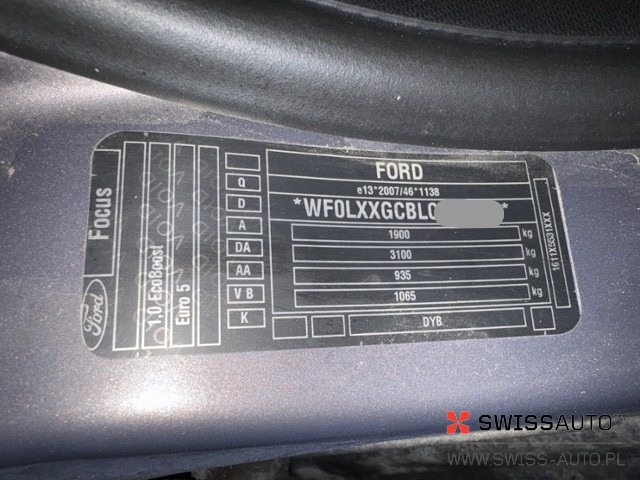 Ford
Focus
1.0 EcoBoost
Euro 5
Q
D
A
DA
AA
V B
K
FORD
e13*2007/46*1138
*WF0LXXGCBL *
1900 kg
3100 kg
935 kg
1065 kg
DYB
1611X5S31XXX
SWISSAUTO
WWW.SWISS-AUTO.PL